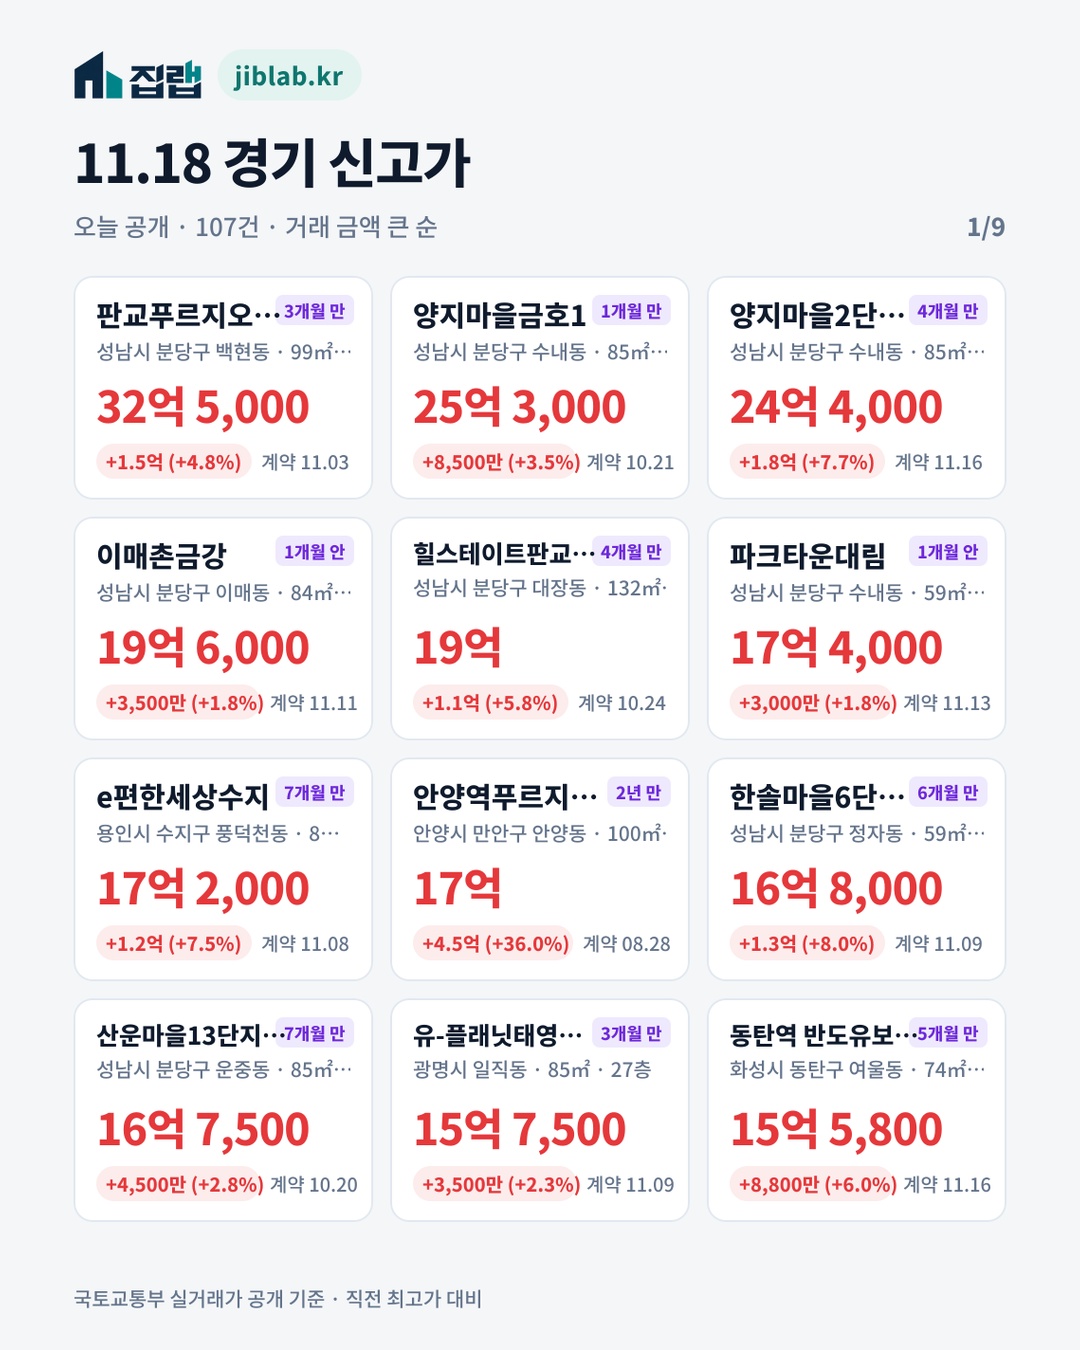 집랩 jiblab.kr
11.18 경기 신고가
오늘 공개 · 107건 · 거래 금액 큰 순 1/9
판교푸르지오… 3개월 만
성남시 분당구 백현동 · 99㎡…
32억 5,000
+1.5억 (+4.8%) 계약 11.03
양지마을금호1 1개월 만
성남시 분당구 수내동 · 85㎡…
25억 3,000
+8,500만 (+3.5%) 계약 10.21
양지마을2단… 4개월 만
성남시 분당구 수내동 · 85㎡…
24억 4,000
+1.8억 (+7.7%) 계약 11.16
이매촌금강 1개월 안
성남시 분당구 이매동 · 84㎡…
19억 6,000
+3,500만 (+1.8%) 계약 11.11
힐스테이트판교… 4개월 만
성남시 분당구 대장동 · 132㎡·
19억
+1.1억 (+5.8%) 계약 10.24
파크타운대림 1개월 안
성남시 분당구 수내동 · 59㎡…
17억 4,000
+3,000만 (+1.8%) 계약 11.13
e편한세상수지 7개월 만
용인시 수지구 풍덕천동 · 8…
17억 2,000
+1.2억 (+7.5%) 계약 11.08
안양역푸르지… 2년 만
안양시 만안구 안양동 · 100㎡·
17억
+4.5억 (+36.0%) 계약 08.28
한솔마을6단… 6개월 만
성남시 분당구 정자동 · 59㎡…
16억 8,000
+1.3억 (+8.0%) 계약 11.09
산운마을13단지… 7개월 만
성남시 분당구 운중동 · 85㎡…
16억 7,500
+4,500만 (+2.8%) 계약 10.20
유-플래닛태영… 3개월 만
광명시 일직동 · 85㎡ · 27층
15억 7,500
+3,500만 (+2.3%) 계약 11.09
동탄역 반도유보… 5개월 만
화성시 동탄구 여울동 · 74㎡…
15억 5,800
+8,800만 (+6.0%) 계약 11.16
국토교통부 실거래가 공개 기준 · 직전 최고가 대비